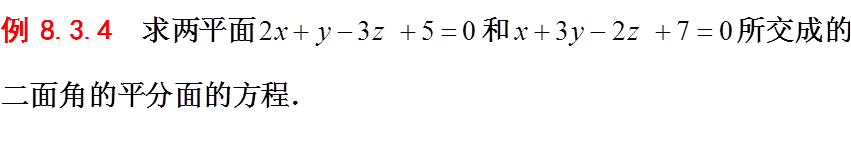 例 8.3.4 求两平面2x+y−3z +5=0和x+3y−2z +7=0所交成的
二面角的平分面的方程.